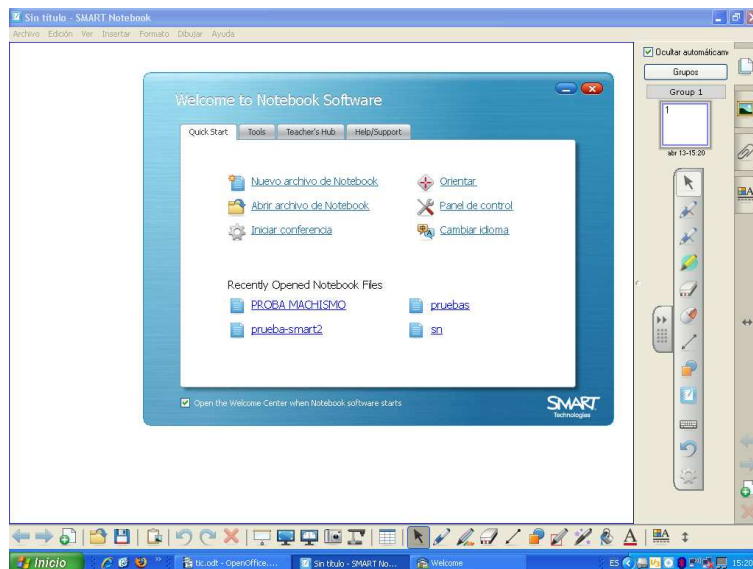 Sin título - SMART Notebook
Archivo Edición Ver Insertar Formato Dibujar Ayuda
Ocultar automáticam
Grupos
Group 1
1
abr 13-15:20
Welcome to Notebook Software
Quick Start Tools Teacher's Hub Help/Support
Nuevo archivo de Notebook Orientar
Abrir archivo de Notebook Panel de control
Iniciar conferencia Cambiar idioma
Recently Opened Notebook Files
PROBA MACHISMO pruebas
prueba-smart2 sn
Open the Welcome Center when Notebook software starts
SMART
Technologies
A
Inicio tic.odt - OpenOffice.... Sin título - SMART No... Welcome ES 15:20